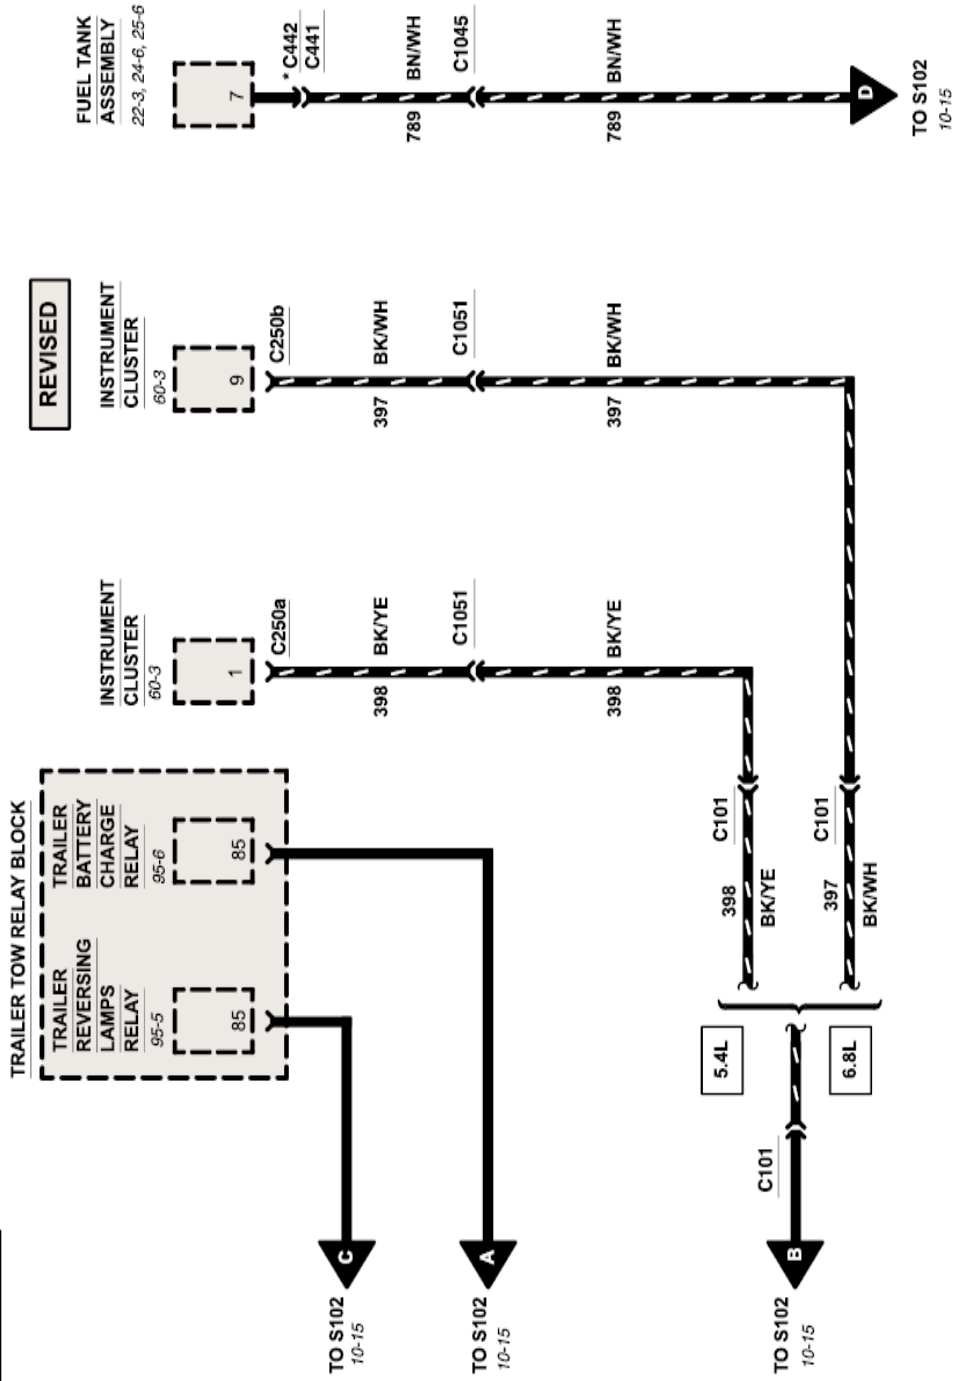 REVISED
TRAILER TOW RELAY BLOCK
TRAILER
REVERSING
LAMPS
RELAY
95-5
85
TRAILER
BATTERY
CHARGE
RELAY
95-6
85
INSTRUMENT
CLUSTER
60-3
1
C250a
398
BK/YE
C1051
398
BK/YE
INSTRUMENT
CLUSTER
60-3
9
C250b
397
BK/WH
C1051
397
BK/WH
FUEL TANK
ASSEMBLY
22-3, 24-6, 25-6
7
* C442
C441
789
BN/WH
C1045
789
BN/WH
D
TO S102
10-15
C
TO S102
10-15
A
TO S102
10-15
5.4L
398
BK/YE
C101
6.8L
397
BK/WH
C101
C101
B
TO S102
10-15